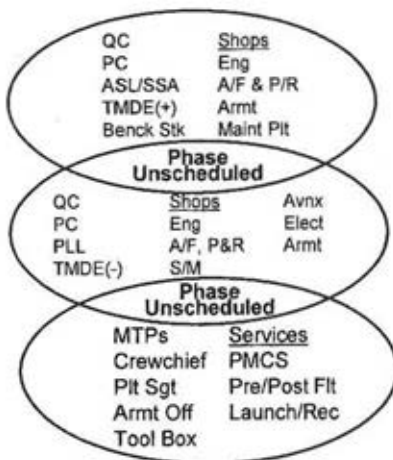 QC Shops
PC Eng
ASL/SSA A/F & P/R
TMDE(+) Armt
Benck Stk Maint Plt
Phase
Unscheduled
QC Shops Avnx
PC Eng Elect
PLL A/F, P&R Armt
TMDE(-) S/M
Phase
Unscheduled
MTPs Services
Crewchief PMCS
Plt Sgt Pre/Post Flt
Armt Off Launch/Rec
Tool Box